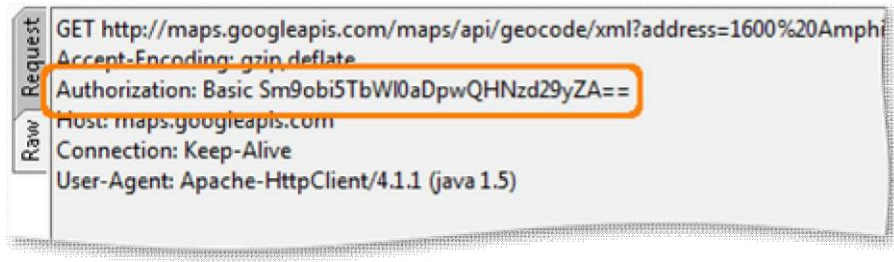 Request
Raw
GET http://maps.googleapis.com/maps/api/geocode/xml?address=1600%20Amphi
Accept-Encoding: gzip,deflate
Authorization: Basic Sm9obi5TbWl0aDpwQHNzd29yZA==
Host: maps.googleapis.com
Connection: Keep-Alive
User-Agent: Apache-HttpClient/4.1.1 (java 1.5)